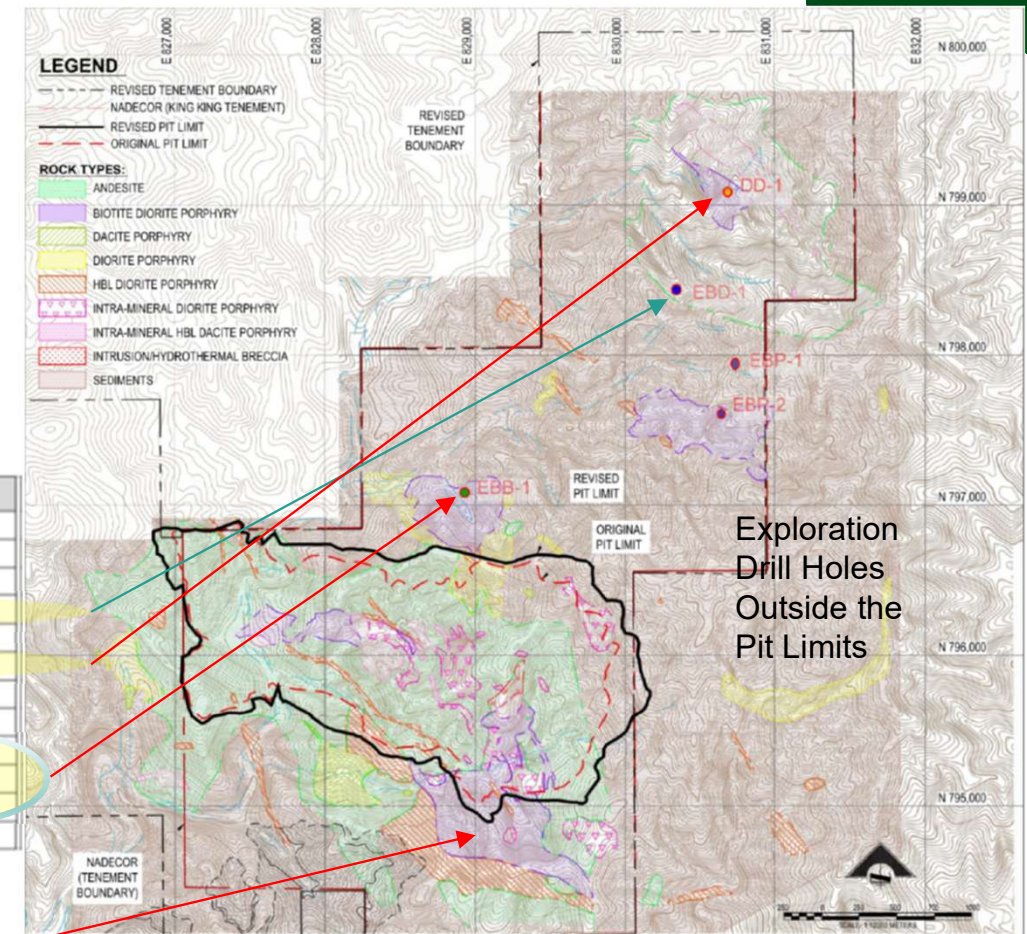 LEGEND
REVISED TENEMENT BOUNDARY
NADECOR (KING KING TENEMENT)
REVISED PIT LIMIT
ORIGINAL PIT LIMIT
ROCK TYPES:
ANDESITE
BIOTITE DIORITE PORPHYRY
DACITE PORPHYRY
DIORITE PORPHYRY
HBL DIORITE PORPHYRY
INTRA-MINERAL DIORITE PORPHYRY
INTRA-MINERAL HBL DACITE PORPHYRY
INTRUSION/HYDROTHERMAL BRECCIA
SEDIMENTS
E 827,000
E 828,000
E 829,000
E 830,000
E 831,000
E 832,000
N 800,000
REVISED
TENEMENT
BOUNDARY
DD-1
N 799,000
EBD-1
N 798,000
EBP-1
EBP-2
EBB-1
REVISED
PIT LIMIT
N 797,000
ORIGINAL
PIT LIMIT
Exploration
Drill Holes
Outside the
Pit Limits
N 796,000
N 795,000
NADECOR
(TENEMENT
BOUNDARY)